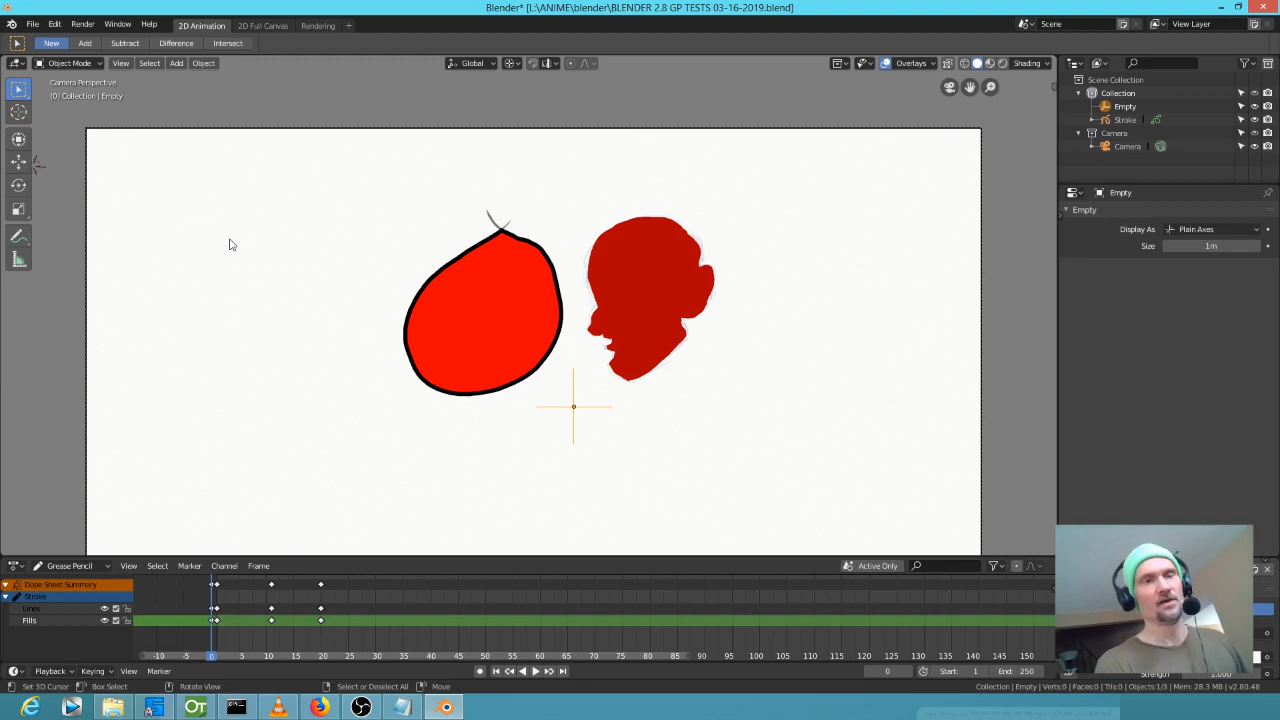 Blender* [L:\ANIME\blender\BLENDER 2.8 GP TESTS 03-16-2019.blend]
File Edit Render Window Help 2D Animation 2D Full Canvas Rendering + Scene View Layer
New Add Subtract Difference Intersect
Object Mode View Select Add Object Global Overlays Shading
Camera Perspective
(0) Collection | Empty
Scene Collection
Collection
Empty
Stroke
Camera
Camera
Empty
Empty
Display As Plain Axes
Size 1m
Grease Pencil View Select Marker Channel Frame Active Only
Dope Sheet Summary
Stroke
Lines
Fills
-10 -5 0 5 10 15 20 25 30 35 40 45 50 55 60 65 70 75 80 85 90 95 100 105 110 115 120 125 130 135 140 145 150
Playback Keying View Marker 0 Start: 1 End: 250
Strength 1.000
Set 3D Cursor Box Select Rotate View Select or Deselect All Move Collection | Empty | Verts:0 | Faces:0 | Tris:0 | Objects:1/3 | Mem: 28.3 MB | v2.80.48
OT